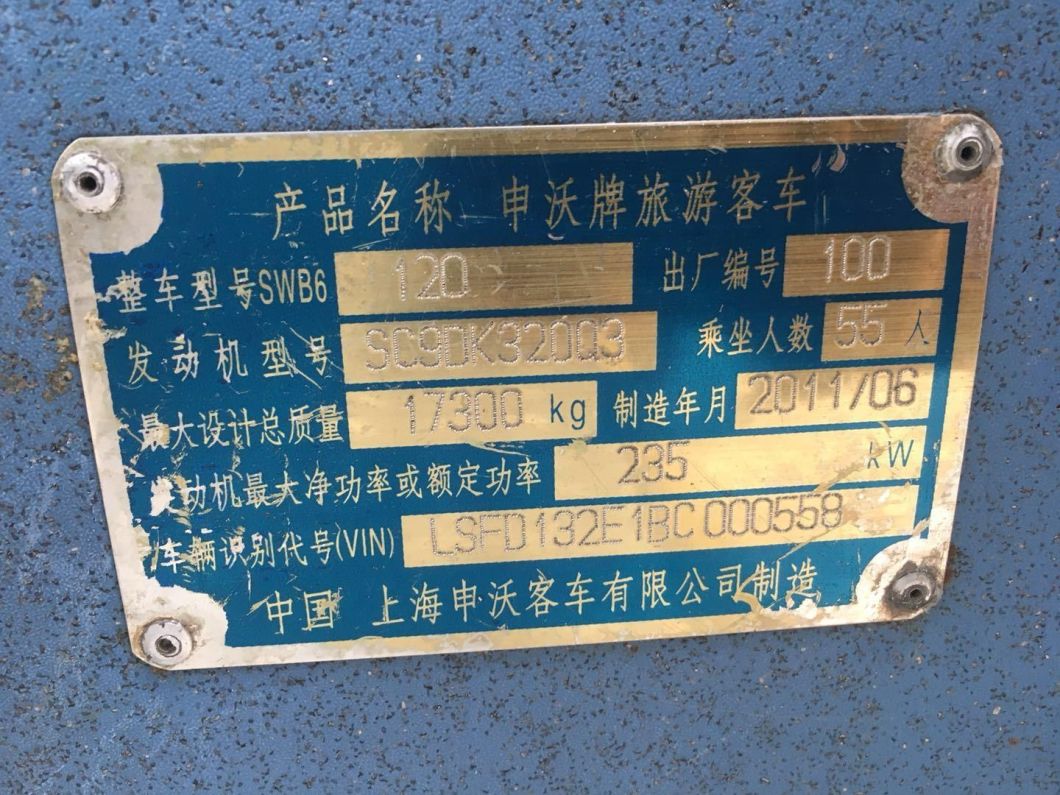 产品名称 申沃牌旅游客车
整车型号SWB6 120 出厂编号 100
发动机型号 SC9DK320Q3 乘坐人数 55 人
最大设计总质量 17300 kg 制造年月 2011/06
发动机最大净功率或额定功率 235 kW
车辆识别代号(VIN) LSFD132E1BC000558
中国 上海申沃客车有限公司制造